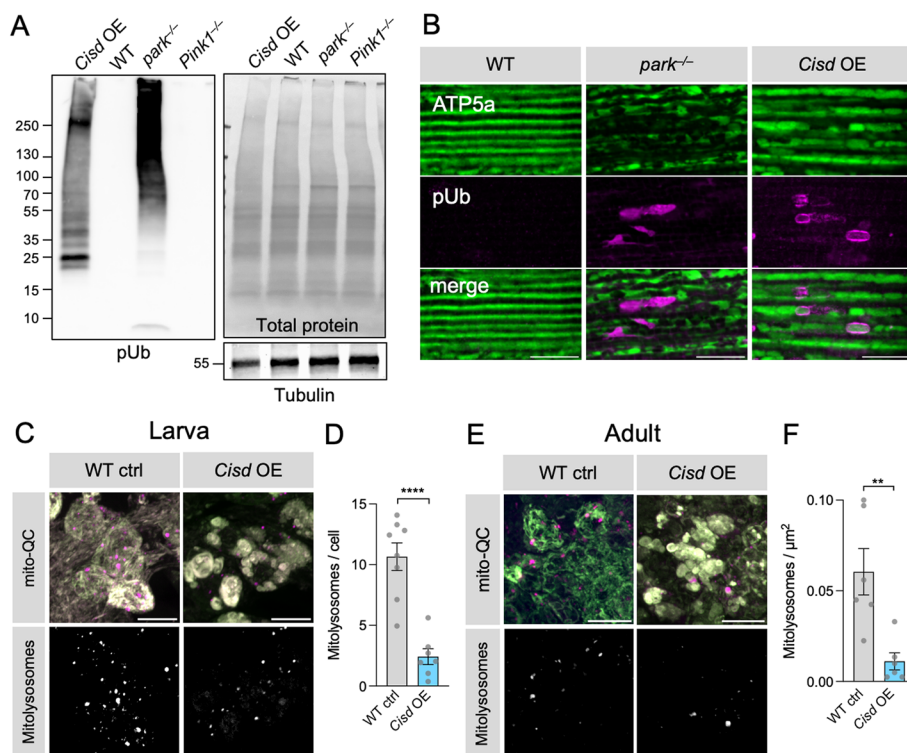 A
Cisd OE
WT
park–/–
Pink1–/–
Cisd OE
WT
park–/–
Pink1–/–
250
130
100
70
55
35
25
15
10
pUb
Total protein
55
Tubulin
B
WT
park–/–
Cisd OE
ATP5a
pUb
merge
C
Larva
WT ctrl
Cisd OE
mito-QC
Mitolysosomes
D
Mitolysosomes / cell
15
10
5
0
****
WT ctrl
Cisd OE
E
Adult
WT ctrl
Cisd OE
mito-QC
Mitolysosomes
F
Mitolysosomes / µm²
0.10
0.05
0.00
**
WT ctrl
Cisd OE